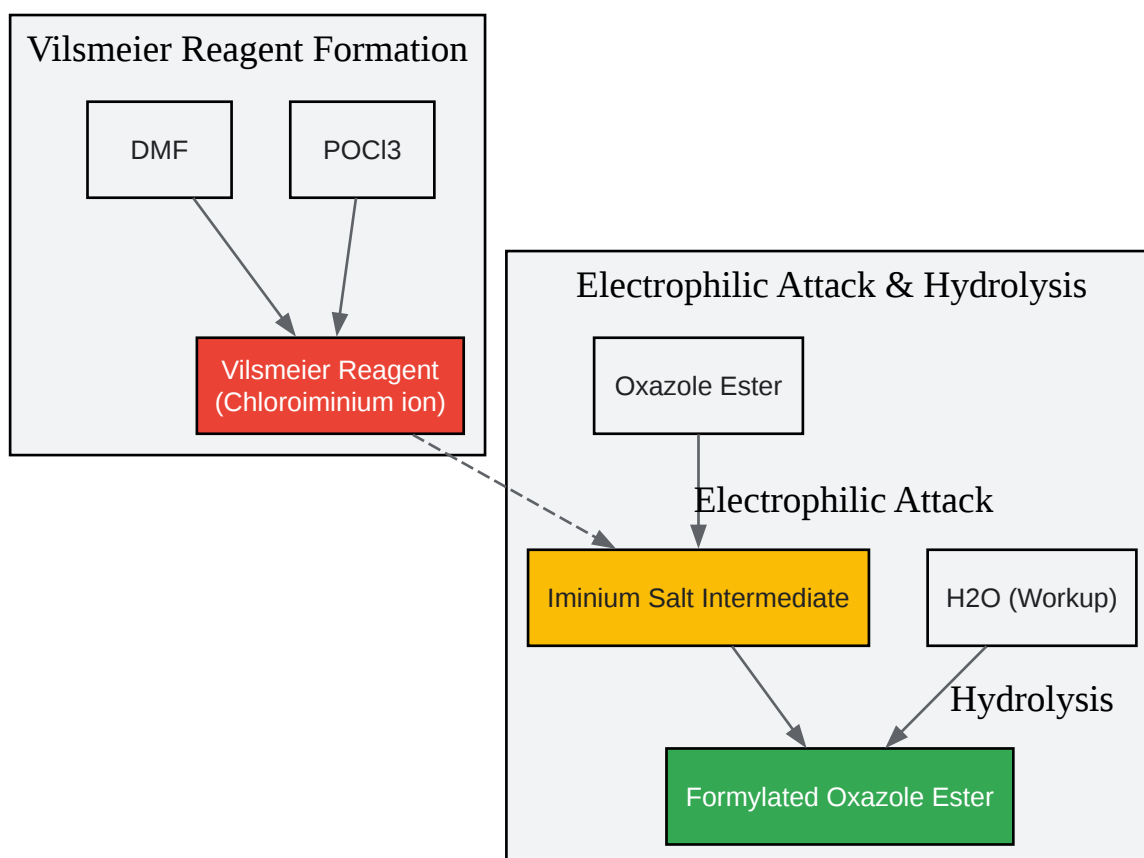 Vilsmeier Reagent Formation
DMF
POCl3
Vilsmeier Reagent
(Chloroiminium ion)
Electrophilic Attack & Hydrolysis
Oxazole Ester
Electrophilic Attack
Iminium Salt Intermediate
H2O (Workup)
Hydrolysis
Formylated Oxazole Ester